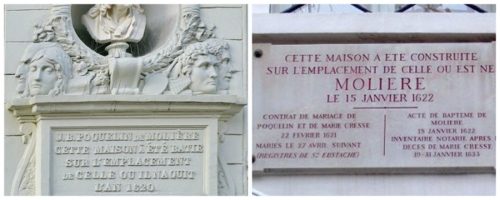 J.B. POQUELIN DE MOLIÈRE
CETTE MAISON A ÉTÉ BATIE
SUR L'EMPLACEMENT
DE CELLE OU IL NAQUIT
L'AN 1620
CETTE MAISON A ETE CONSTRUITE
SUR L'EMPLACEMENT DE CELLE OU EST NE
MOLIERE
LE 15 JANVIER 1622
CONTRAT DE MARIAGE DE
POQUELIN ET DE MARIE CRESSE
22 FEVRIER 1621
MARIES LE 27 AVRIL SUIVANT
(REGISTRES DE ST EUSTACHE)
ACTE DE BAPTEME DE
MOLIERE
15 JANVIER 1622
INVENTAIRE NOTARIE APRES
DECES DE MARIE CRESSE
19-31 JANVIER 1633